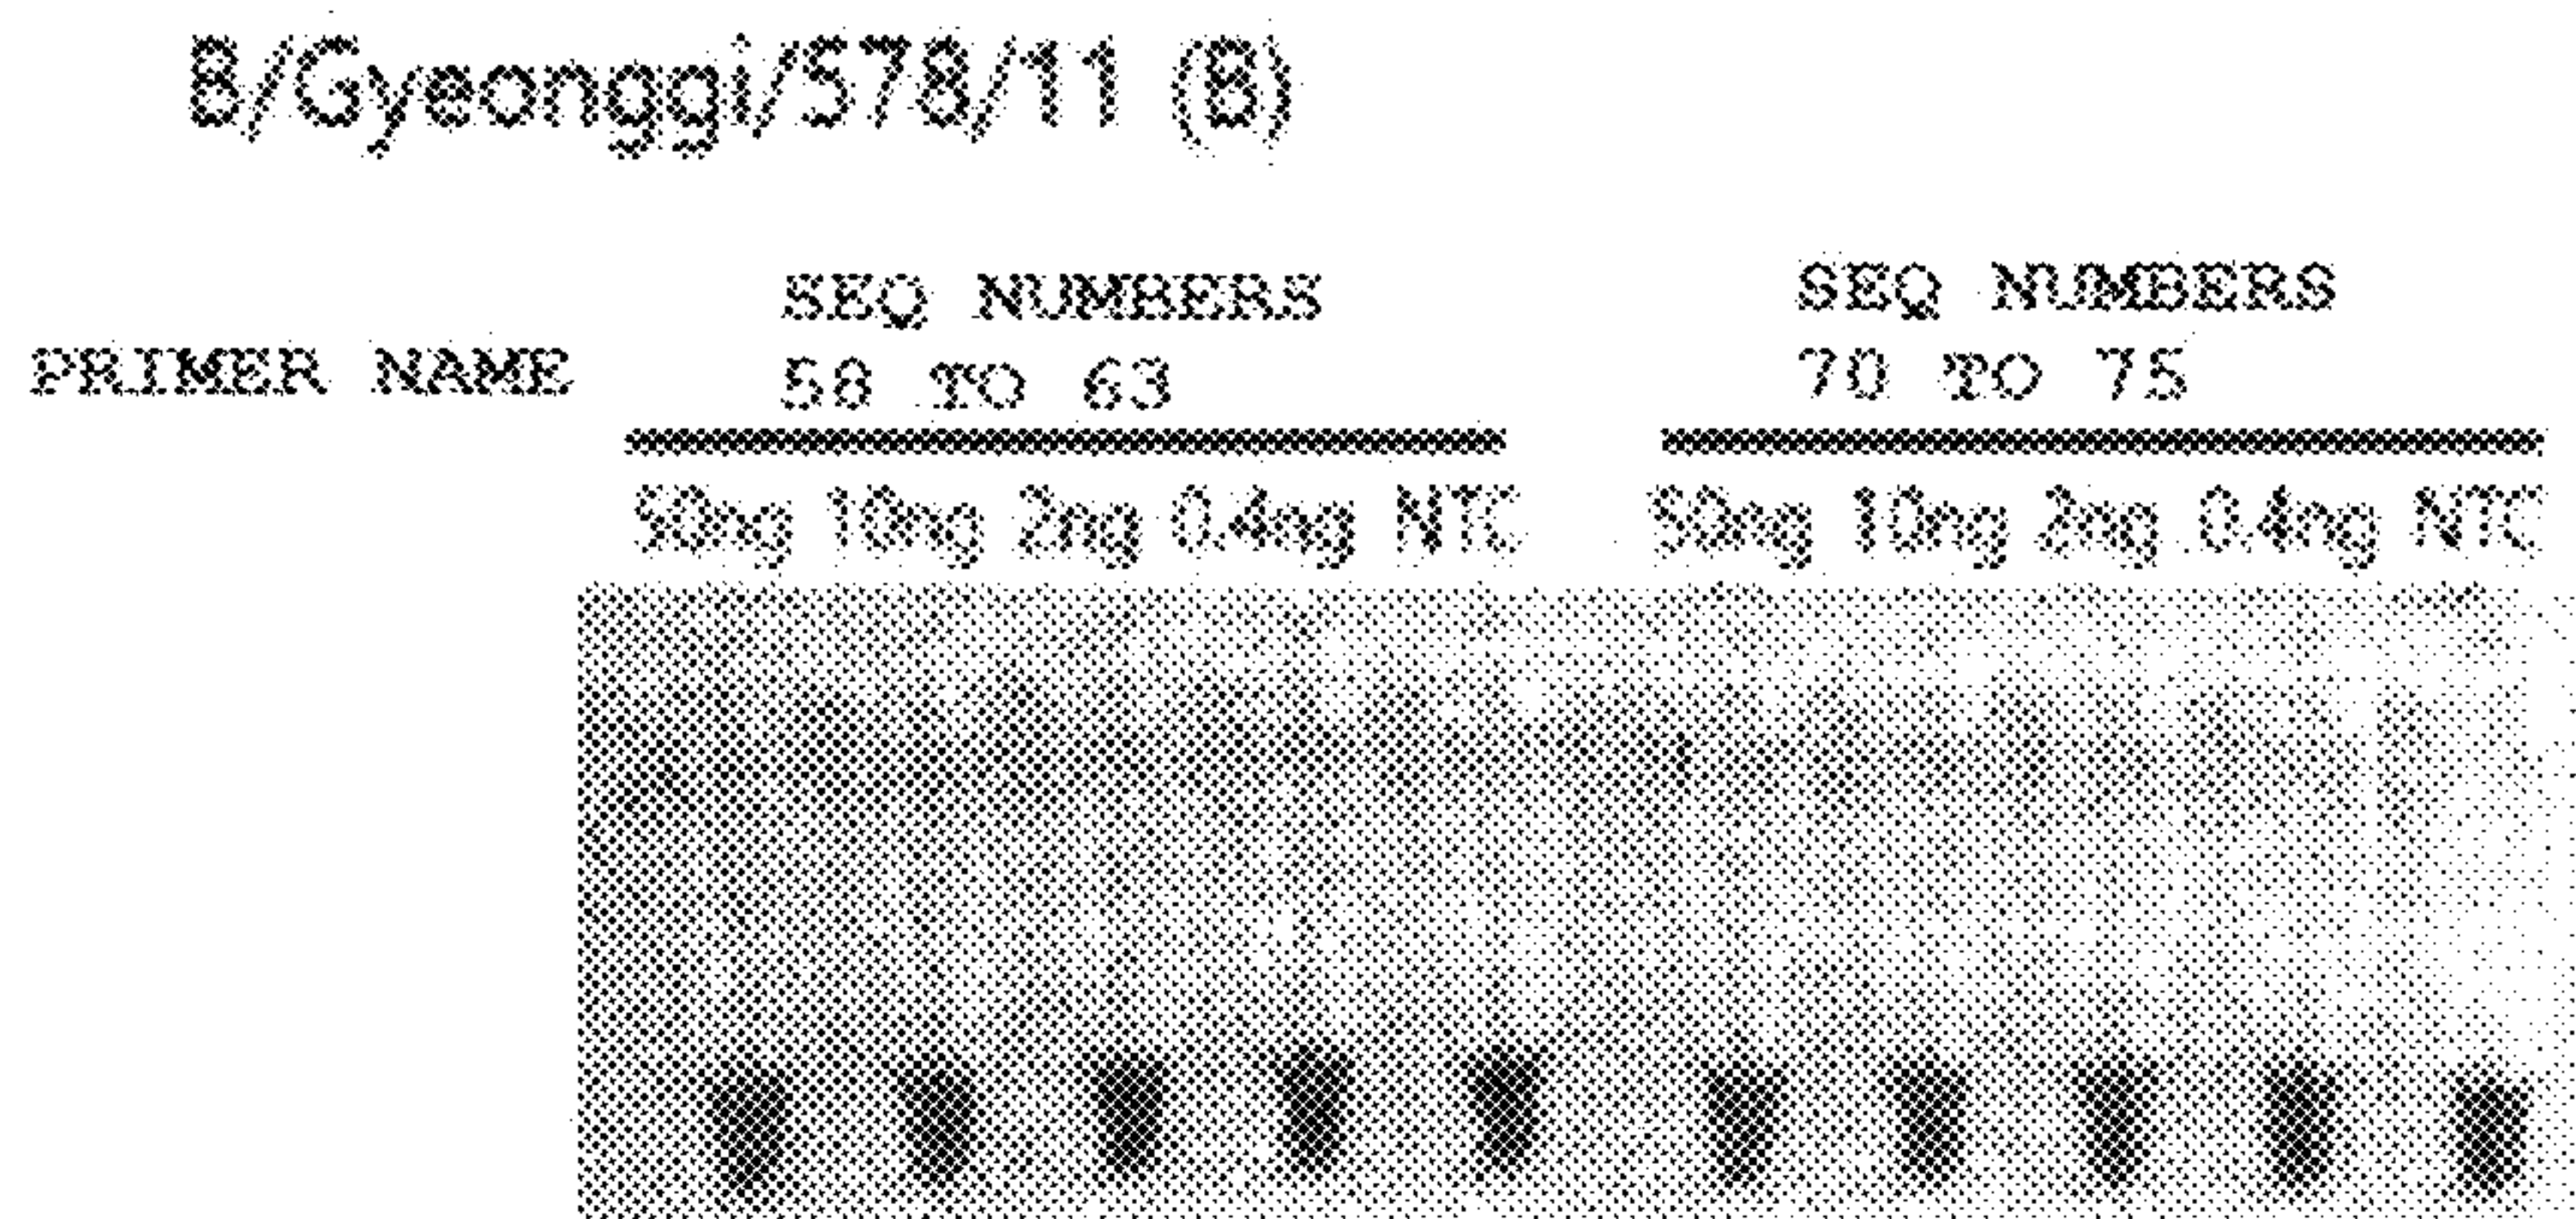 B/Gyeonggi/578/11 (B)
SEQ NUMBERS SEQ NUMBERS
PRIMER NAME 58 TO 63 70 TO 75
50ng 10ng 2ng 0.4ng NTC 50ng 10ng 2ng 0.4ng NTC